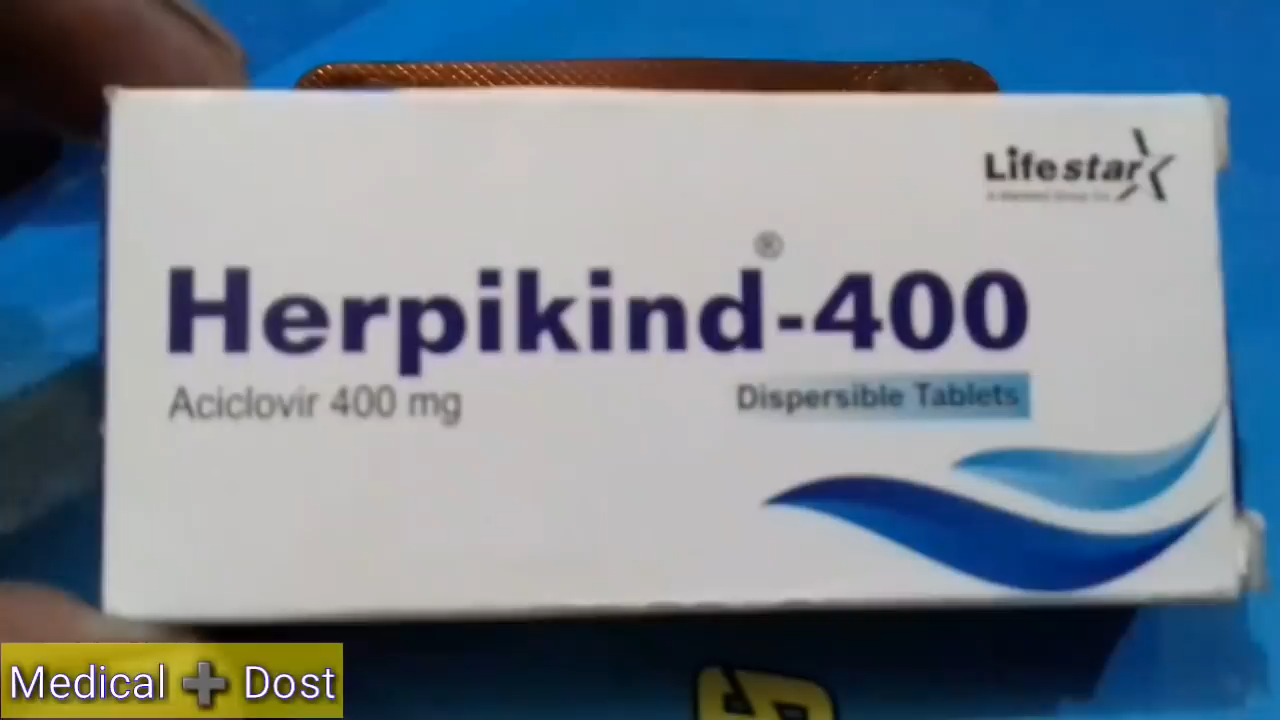 Lifestar
Herpikind®-400
Aciclovir 400 mg
Dispersible Tablets
Medical ➕ Dost